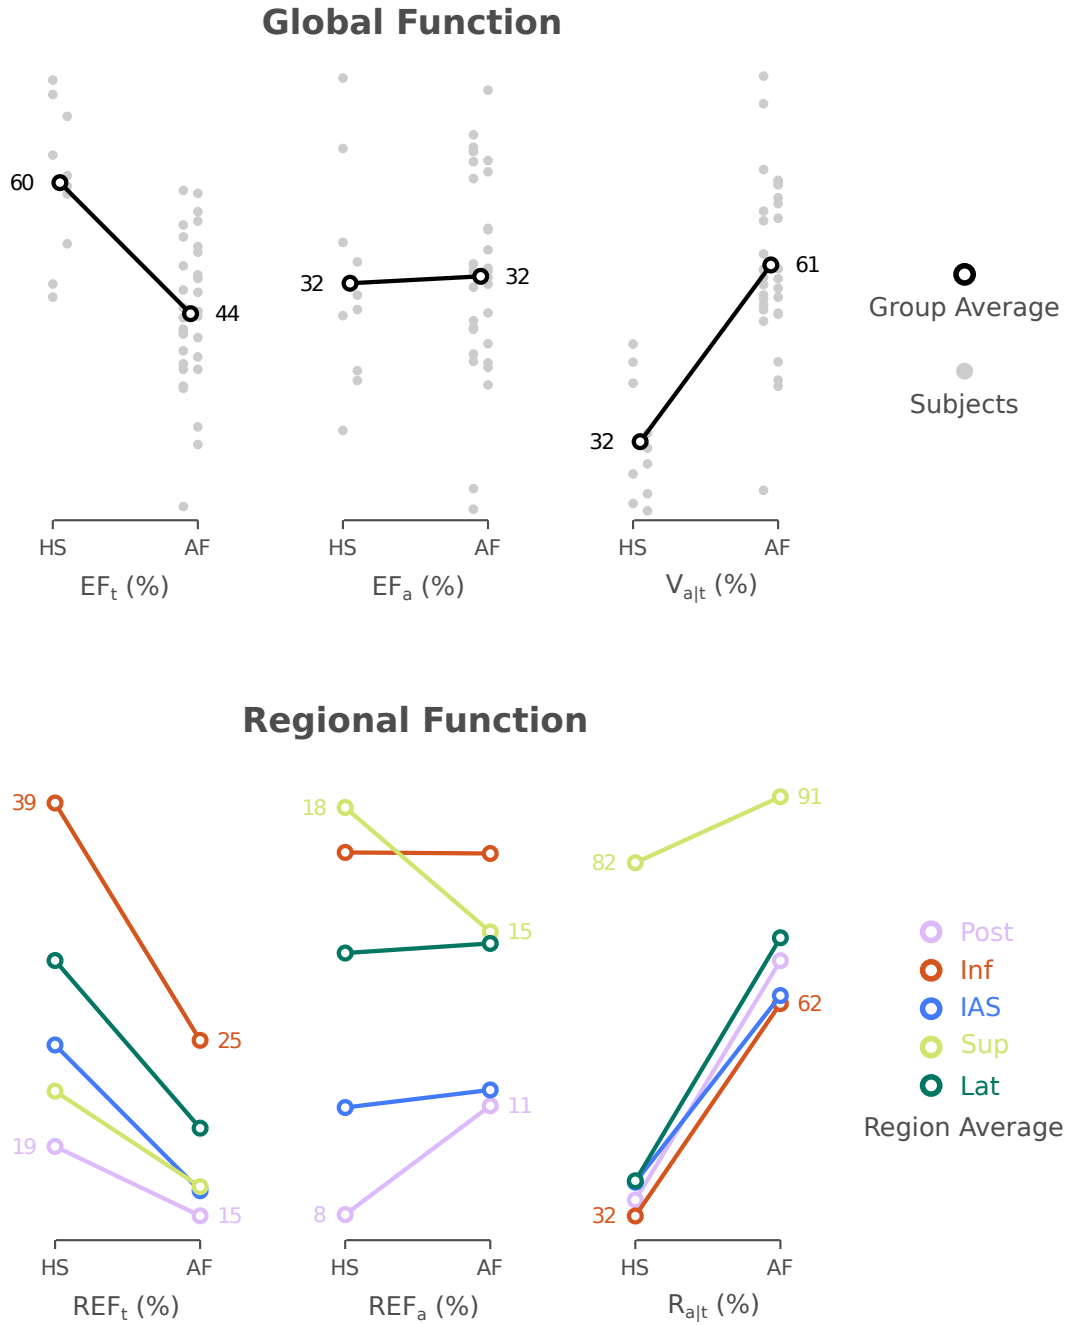 Global Function
60
44
32
32
32
61
Group Average
Subjects
HS AF
HS AF
HS AF
EFt (%)
EFa (%)
Va|t (%)
Regional Function
39
25
19
15
18
15
8
11
82
91
32
62
Post
Inf
IAS
Sup
Lat
Region Average
HS AF
HS AF
HS AF
REFt (%)
REFa (%)
Ra|t (%)